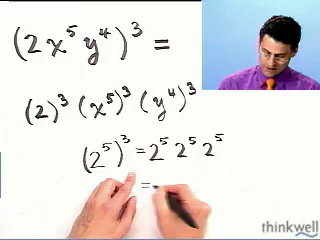 (2x⁵y⁴)³ =
(2)³ (x⁵)³ (y⁴)³
(2⁵)³ = 2⁵ 2⁵ 2⁵
=
thinkwell